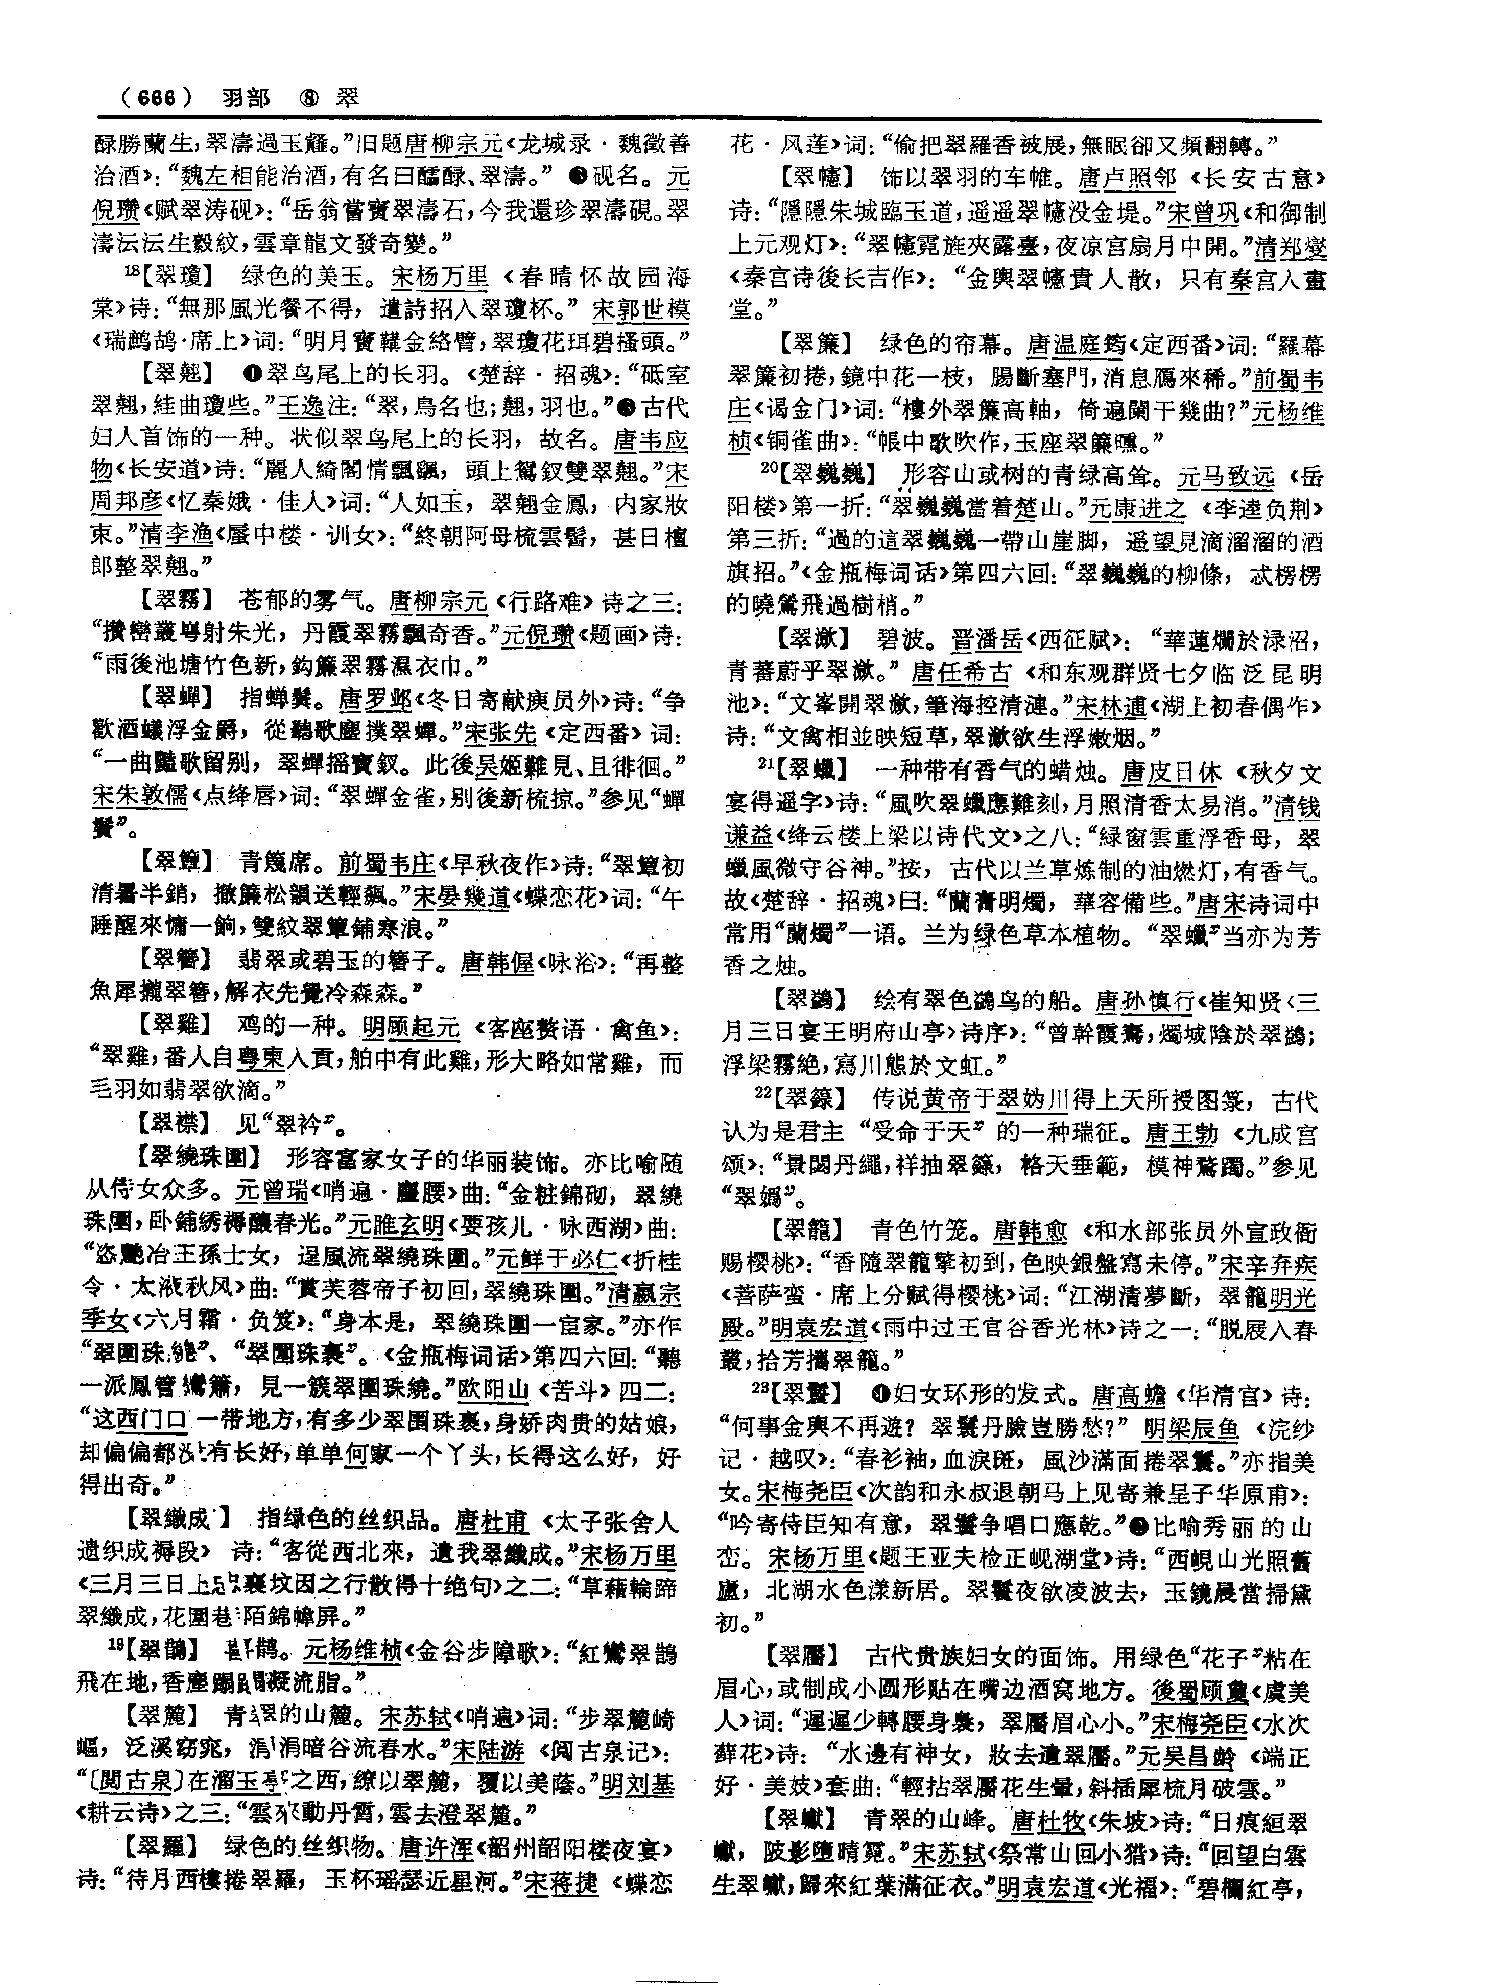 （666） 羽部 ⑧ 翠
醁勝蘭生，翠濤過玉薤。”旧题唐柳宗元《龙城录·魏徵善
治酒》：“魏左相能治酒，有名曰醽醁、翠濤。” ❸砚名。元
倪瓒《赋翠涛砚》：“岳翁嘗寶翠濤石，今我還珍翠濤硯。翠
濤沄沄生縠紋，雲章龍文發奇變。”
18【翠瓊】 绿色的美玉。宋杨万里《春晴怀故园海
棠》诗：“無那風光餐不得，遣詩招入翠瓊杯。” 宋郭世模
《瑞鹧鸪·席上》词：“明月寶鞲金絡臂，翠瓊花珥碧搔頭。”
【翠翹】 ❶翠鸟尾上的长羽。《楚辞·招魂》：“砥室
翠翹，絓曲瓊些。”王逸注：“翠，鳥名也；翹，羽也。”❷古代
妇人首饰的一种。状似翠鸟尾上的长羽，故名。唐韦应
物《长安道》诗：“麗人綺閣情飄飖，頭上鴛釵雙翠翹。”宋
周邦彦《忆秦娥·佳人》词：“人如玉，翠翹金鳳，内家妝
束。”清李渔《蜃中楼·训女》：“終朝阿母梳雲髻，甚日檀
郎整翠翹。”
【翠霧】 苍郁的雾气。唐柳宗元《行路难》诗之三：
“攢巒叢崿射朱光，丹霞翠霧飄奇香。”元倪瓒《题画》诗：
“雨後池塘竹色新，鈎簾翠霧濕衣巾。”
【翠蟬】 指蝉鬓。唐罗邺《冬日寄献庾员外》诗：“争
歡酒蟻浮金爵，從聽歌塵撲翠蟬。”宋张先《定西番》词：
“一曲豔歌留别，翠蟬摇寶釵。此後吴姬難見、且徘徊。”
宋朱敦儒《点绛唇》词：“翠蟬金雀，别後新梳掠。”参见“蟬
鬢”。
【翠簟】 青篾席。前蜀韦庄《早秋夜作》诗：“翠簟初
清暑半銷，撤簾松韻送輕飆。”宋晏幾道《蝶恋花》词：“午
睡醒來慵一餉，雙紋翠簟鋪寒浪。”
【翠簪】 翡翠或碧玉的簪子。唐韩偓《咏浴》：“再整
魚犀攏翠簪，解衣先覺冷森森。”
【翠雞】 鸡的一种。明顾起元《客座赘语·禽鱼》：
“翠雞，番人自粤東入貢，舶中有此雞，形大略如常雞，而
毛羽如翡翠欲滴。”
【翠襟】 见“翠衿”。
【翠繞珠圍】 形容富家女子的华丽装饰。亦比喻随
从侍女众多。元曾瑞《哨遍·麈腰》曲：“金粧錦砌，翠繞
珠圍，卧鋪綉褥釀春光。”元睢玄明《耍孩儿·咏西湖》曲：
“恣艷冶王孫士女，逞風流翠繞珠圍。”元鲜于必仁《折桂
令·太液秋风》曲：“賞芙蓉帝子初回，翠繞珠圍。”清嬴宗
季女《六月霜·负笈》：“身本是，翠繞珠圍一宦家。”亦作
“翠圍珠繞”、“翠圍珠裹”。《金瓶梅词话》第四六回：“聽
一派鳳管鸞簫，見一簇翠圍珠繞。”欧阳山《苦斗》四二：
“这西门口一带地方，有多少翠围珠裹，身娇肉贵的姑娘，
却偏偏都没有长好，单单何家一个丫头，长得这么好，好
得出奇。”
【翠織成】 指绿色的丝织品。唐杜甫《太子张舍人
遗织成褥段》 诗：“客從西北來，遺我翠織成。”宋杨万里
《三月三日上忠襄坟因之行散得十绝句》之二：“草藉輪蹄
翠織成，花圍巷陌錦幛屏。”
19【翠鵲】 喜鹊。元杨维桢《金谷步障歌》：“紅鸞翠鵲
飛在地，香塵蹋凝流脂。”
【翠麓】 青翠的山麓。宋苏轼《哨遍》词：“步翠麓崎
嶇，泛溪窈窕，涓涓暗谷流春水。”宋陆游《阅古泉记》：
“〔閲古泉〕在溜玉亭之西，繚以翠麓，覆以美蔭。”明刘基
《耕云诗》之三：“雲來動丹霄，雲去澄翠麓。”
【翠羅】 绿色的丝织物。唐许浑《韶州韶阳楼夜宴》
诗：“待月西樓捲翠羅，玉杯瑶瑟近星河。”宋蒋捷《蝶恋
花·风莲》词：“偷把翠羅香被展，無眠卻又頻翻轉。”
【翠幰】 饰以翠羽的车帷。唐卢照邻《长安古意》
诗：“隱隱朱城臨玉道，遥遥翠幰没金堤。”宋曾巩《和御制
上元观灯》：“翠幰霓旌夾露臺，夜凉宫扇月中開。”清郑燮
《秦宫诗後长吉作》：“金輿翠幰貴人散，只有秦宫入畫
堂。”
【翠簾】 绿色的帘幕。唐温庭筠《定西番》词：“羅幕
翠簾初捲，鏡中花一枝，腸斷塞門，消息雁來稀。”前蜀韦
庄《谒金门》词：“樓外翠簾高軸，倚遍闌干幾曲？”元杨维
桢《铜雀曲》：“帳中歌吹作，玉座翠簾㬠。”
20【翠巍巍】 形容山或树的青绿高耸。元马致远《岳
阳楼》第一折：“翠巍巍當着楚山。”元康进之《李逵负荆》
第三折：“過的這翠巍巍一帶山崖脚，遥望見滴溜溜的酒
旗招。”《金瓶梅词话》第四六回：“翠巍巍的柳條，忒楞楞
的曉鶯飛過樹梢。”
【翠瀲】 碧波。晋潘岳《西征赋》：“華蓮爛於渌沼，
青蕃蔚乎翠瀲。”唐任希古《和东观群贤七夕临泛昆明
池》：“文峯開翠瀲，筆海控清漣。”宋林逋《湖上初春偶作》
诗：“文禽相並映短草，翠瀲欲生浮嫩烟。”
21【翠蠟】 一种带有香气的蜡烛。唐皮日休《秋夕文
宴得遥字》诗：“風吹翠蠟應難刻，月照清香太易消。”清钱
谦益《绛云楼上梁以诗代文》之八：“緑窗雲重浮香母，翠
蠟風微守谷神。”按，古代以兰草炼制的油燃灯，有香气。
故《楚辞·招魂》曰：“蘭膏明燭，華容備些。”唐宋诗词中
常用“蘭燭”一语。兰为绿色草本植物。“翠蠟”当亦为芳
香之烛。
【翠鷁】 绘有翠色鷁鸟的船。唐孙慎行《崔知贤〈三
月三日宴王明府山亭〉诗序》：“曾幹霞騫，燭城陰於翠鷁；
浮梁霧絶，寫川態於文虹。”
22【翠籙】 传说黄帝于翠妫川得上天所授图箓，古代
认为是君主“受命于天”的一种瑞征。唐王勃《九成宫
颂》：“景閟丹繩，祥抽翠籙，格天垂範，模神鶩躅。”参见
“翠嬀”。
【翠籠】 青色竹笼。唐韩愈《和水部张员外宣政衙
赐樱桃》：“香隨翠籠擎初到，色映銀盤寫未停。”宋辛弃疾
《菩萨蛮·席上分赋得樱桃》词：“江湖清夢斷，翠籠明光
殿。”明袁宏道《雨中过王官谷香光林》诗之一：“脱屐入春
叢，拾芳攜翠籠。”
23【翠鬟】 ❶妇女环形的发式。唐高蟾《华清宫》诗：
“何事金輿不再遊？翠鬟丹臉豈勝愁？”明梁辰鱼《浣纱
记·越叹》：“春衫袖，血淚斑，風沙滿面捲翠鬟。”亦指美
女。宋梅尧臣《次韵和永叔退朝马上见寄兼呈子华原甫》：
“吟寄侍臣知有意，翠鬟争唱口應乾。”❷比喻秀丽的山
峦。宋杨万里《题王亚夫检正岘湖堂》诗：“西峴山光照舊
廬，北湖水色漾新居。翠鬟夜欲凌波去，玉鏡晨當掃黛
初。”
【翠靨】 古代贵族妇女的面饰。用绿色“花子”粘在
眉心，或制成小圆形贴在嘴边酒窝地方。後蜀顾敻《虞美
人》词：“遲遲少轉腰身裊，翠靨眉心小。”宋梅尧臣《水次
藓花》诗：“水邊有神女，妝去遺翠靨。”元吴昌龄《端正
好·美妓》套曲：“輕拈翠靨花生暈，斜插犀梳月破雲。”
【翠巘】 青翠的山峰。唐杜牧《朱坡》诗：“日痕絙翠
巘，陂影墮晴霓。”宋苏轼《祭常山回小猎》诗：“回望白雲
生翠巘，歸來紅葉滿征衣。”明袁宏道《光福》：“碧欄紅亭，